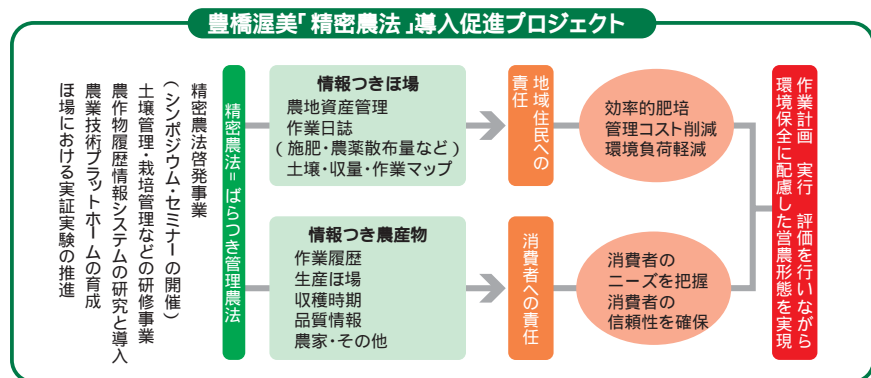 豊橋渥美「精密農法」導入促進プロジェクト
精密農法啓発事業
(シンポジウム・セミナーの開催)
土壌管理・栽培管理などの研修事業
農作物履歴情報システムの研究と導入
農業技術プラットホームの育成
ほ場における実証実験の推進
精密農法=ばらつき管理農法
情報つきほ場
農地資産管理
作業日誌
(施肥・農薬散布量など)
土壌・収量・作業マップ
地域住民への
責任
効率的肥培
管理コスト削減
環境負荷軽減
情報つき農産物
作業履歴
生産ほ場
収穫時期
品質情報
農家・その他
消費者への責任
消費者の
ニーズを把握
消費者の
信頼性を確保
作業計画 実行 評価を行いながら
環境保全に配慮した営農形態を実現